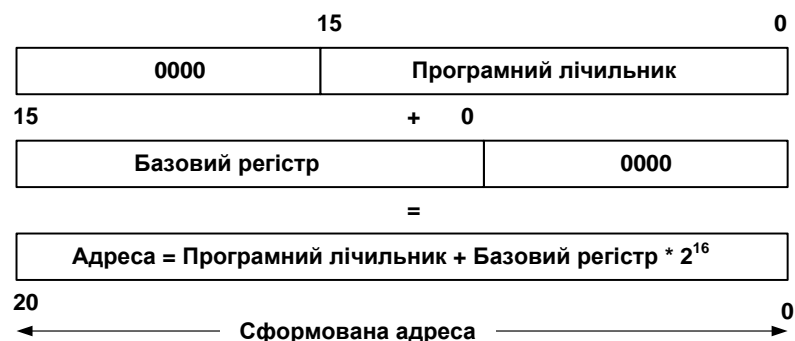 15 0
0000 Програмний лічильник
15 + 0
Базовий регістр 0000
=
Адреса = Програмний лічильник + Базовий регістр * 2¹⁶
20 0
Сформована адреса